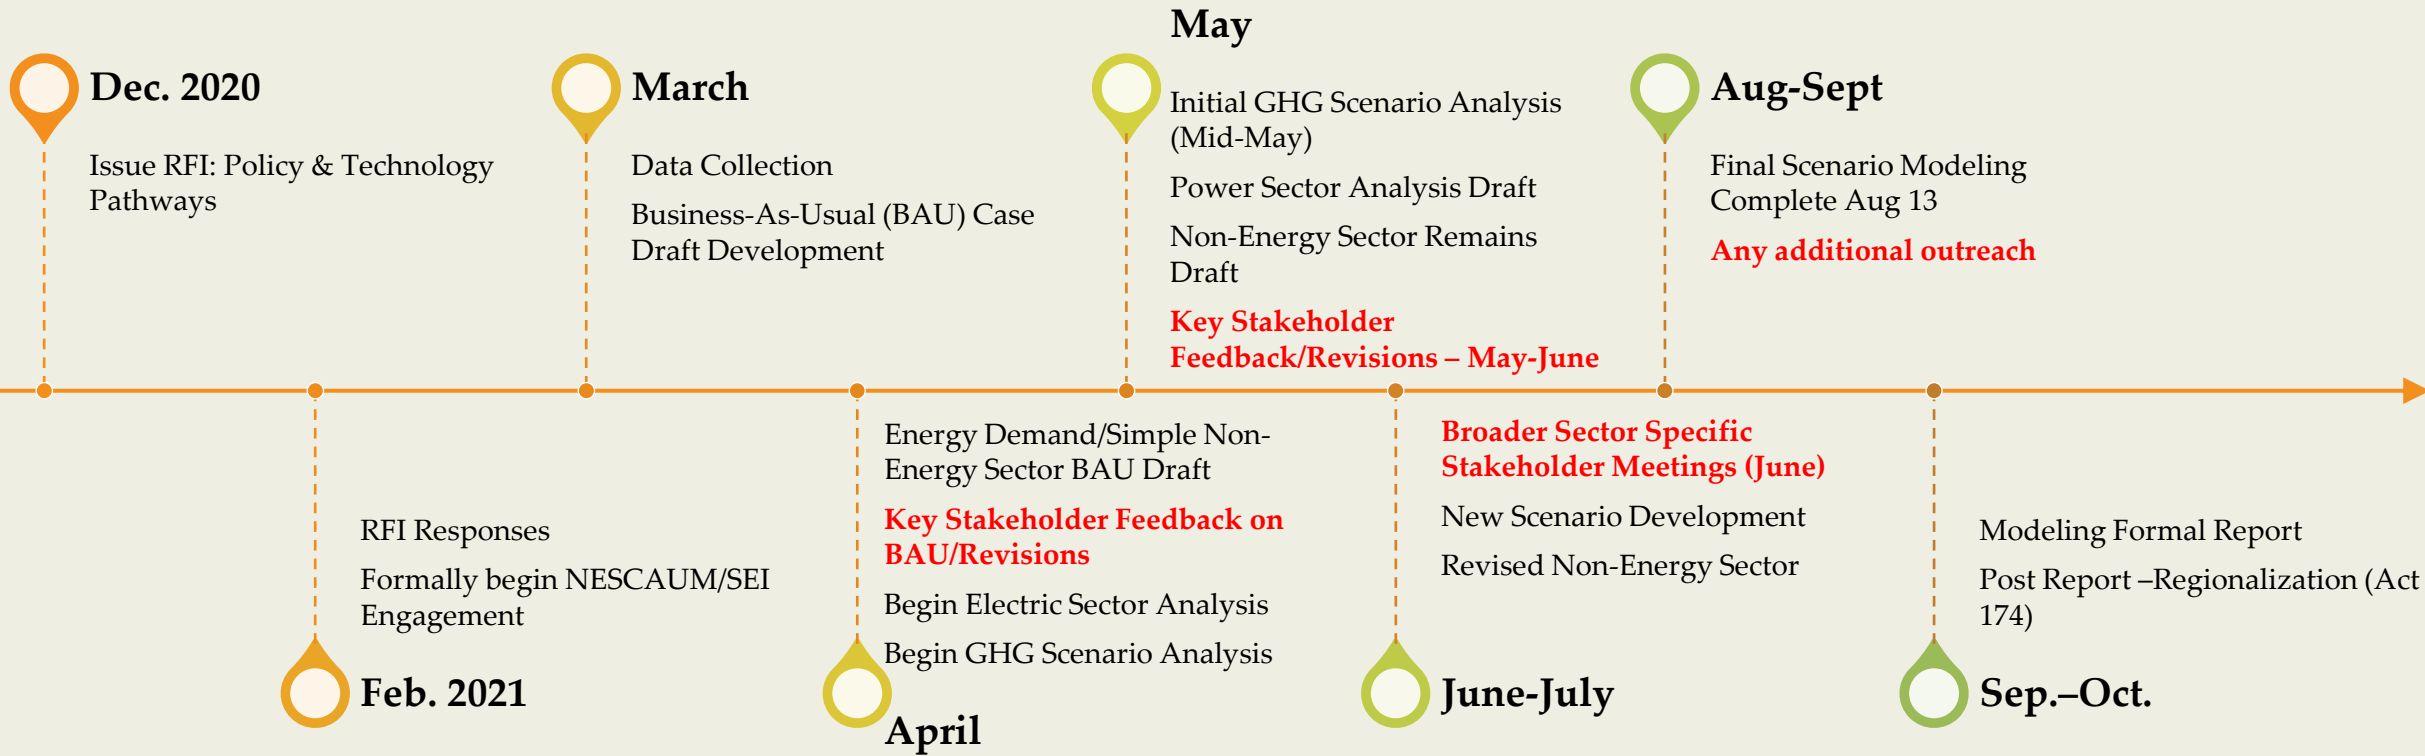 Dec. 2020
Issue RFI: Policy & Technology
Pathways
RFI Responses
Formally begin NESCAUM/SEI
Engagement
Feb. 2021
March
Data Collection
Business-As-Usual (BAU) Case
Draft Development
Energy Demand/Simple Non-
Energy Sector BAU Draft
Key Stakeholder Feedback on
BAU/Revisions
Begin Electric Sector Analysis
Begin GHG Scenario Analysis
April
May
Initial GHG Scenario Analysis
(Mid-May)
Power Sector Analysis Draft
Non-Energy Sector Remains
Draft
Key Stakeholder
Feedback/Revisions – May-June
Broader Sector Specific
Stakeholder Meetings (June)
New Scenario Development
Revised Non-Energy Sector
June-July
Aug-Sept
Final Scenario Modeling
Complete Aug 13
Any additional outreach
Modeling Formal Report
Post Report –Regionalization (Act
174)
Sep.–Oct.